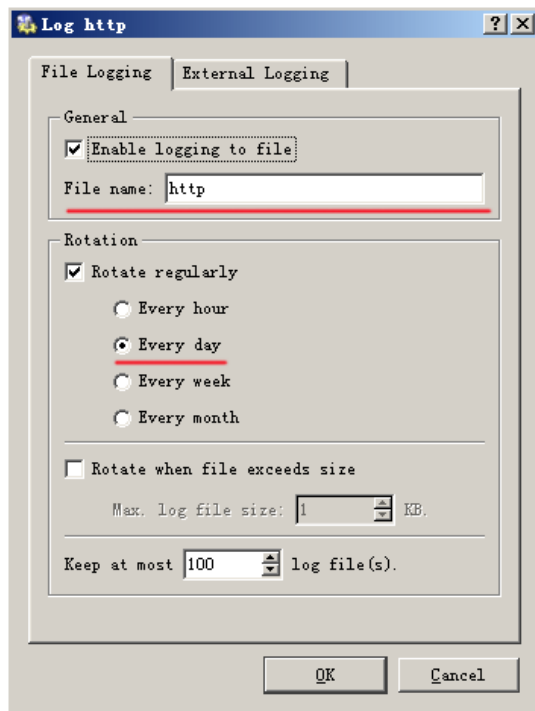 Log http
File Logging External Logging
General
Enable logging to file
File name: http
Rotation
Rotate regularly
Every hour
Every day
Every week
Every month
Rotate when file exceeds size
Max. log file size: 1 KB.
Keep at most 100 log file(s).
OK Cancel